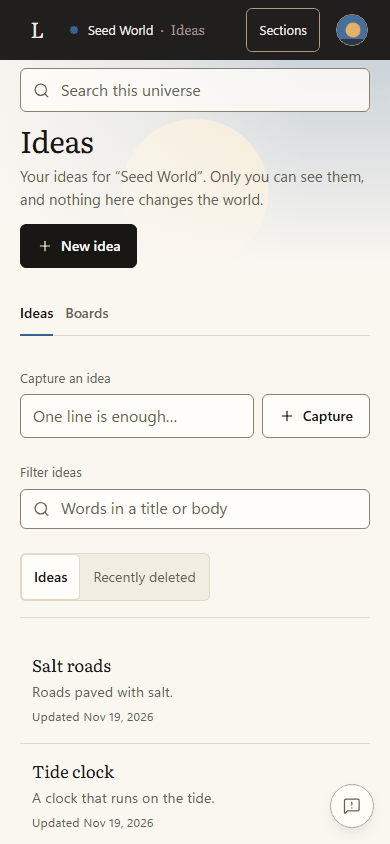 L
Seed World · Ideas
Sections
Search this universe
Ideas
Your ideas for “Seed World”. Only you can see them,
and nothing here changes the world.
New idea
Ideas
Boards
Capture an idea
One line is enough...
Capture
Filter ideas
Words in a title or body
Ideas
Recently deleted
Salt roads
Roads paved with salt.
Updated Nov 19, 2026
Tide clock
A clock that runs on the tide.
Updated Nov 19, 2026